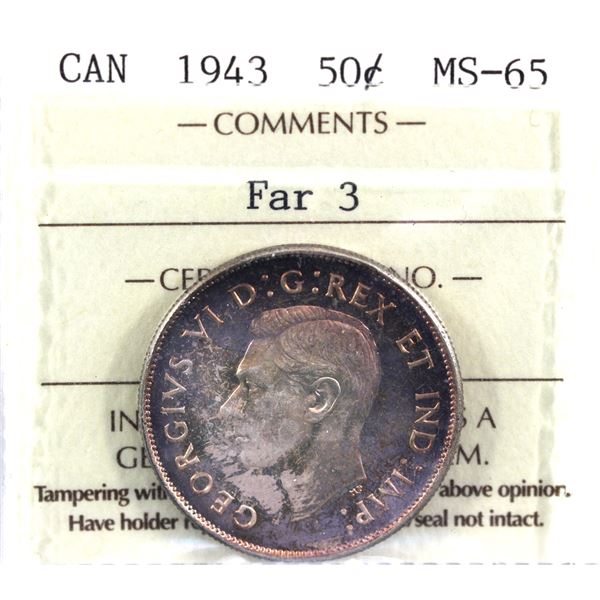 CAN 1943 50¢ MS-65
— COMMENTS —
Far 3
NO. —
GEORGIVS VI D:G:REX ET IND:IMP:
A
Tampering above opinion.
Have holder seal not intact.